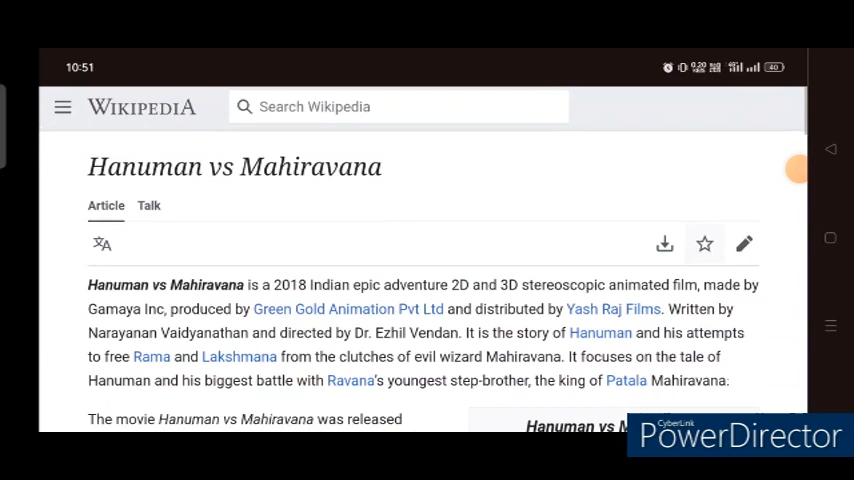 10:51
40
WIKIPEDIA
Search Wikipedia
Hanuman vs Mahiravana
Article Talk
Hanuman vs Mahiravana is a 2018 Indian epic adventure 2D and 3D stereoscopic animated film, made by
Gamaya Inc, produced by Green Gold Animation Pvt Ltd and distributed by Yash Raj Films. Written by
Narayanan Vaidyanathan and directed by Dr. Ezhil Vendan. It is the story of Hanuman and his attempts
to free Rama and Lakshmana from the clutches of evil wizard Mahiravana. It focuses on the tale of
Hanuman and his biggest battle with Ravana's youngest step-brother, the king of Patala Mahiravana:
The movie Hanuman vs Mahiravana was released
Hanuman vs
CyberLink
PowerDirector